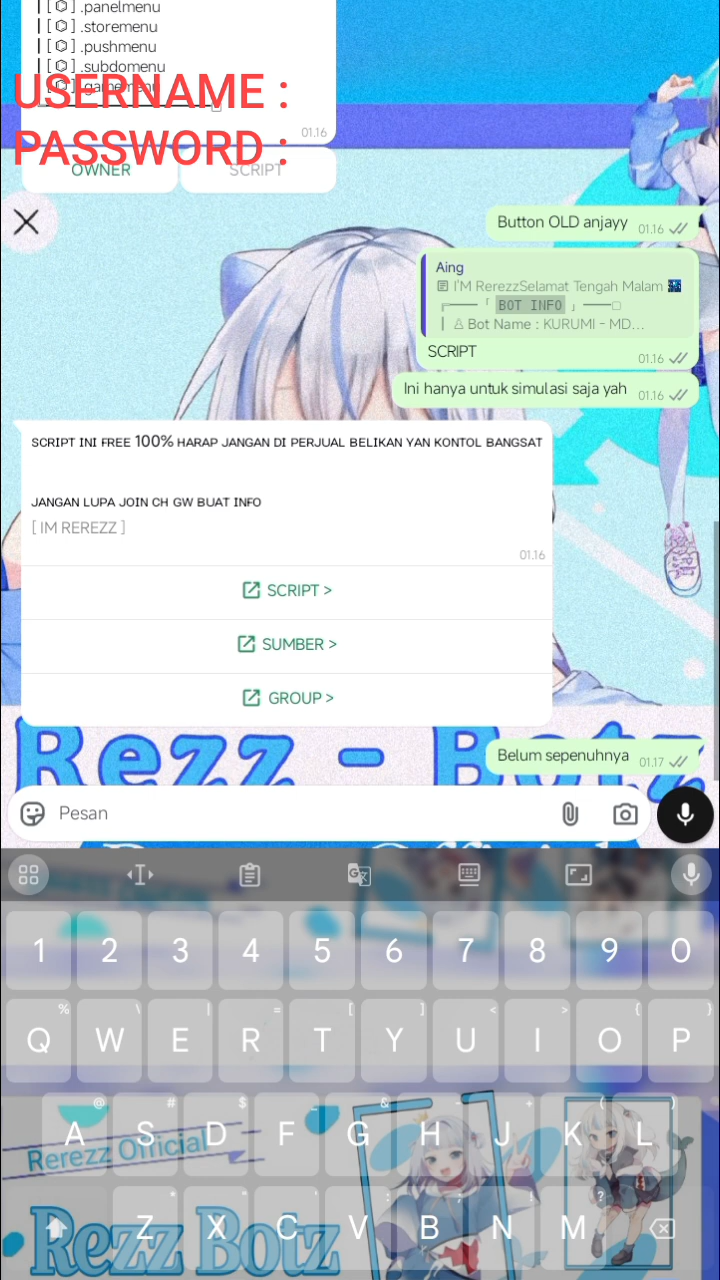 | [ ⌬ ] .panelmenu
| [ ⌬ ] .storemenu
| [ ⌬ ] .pushmenu
| [ ⌬ ] .subdomenu
| [ ⌬ ] .gamemenu
USERNAME :
01.16
PASSWORD :
OWNER
SCRIPT
Button OLD anjayy 01.16
Aing
I'M RerezzSelamat Tengah Malam 🌃
╭── 「 BOT INFO 」 ──▢
| ♙ Bot Name : KURUMI - MD...
SCRIPT 01.16
Ini hanya untuk simulasi saja yah 01.16
SCRIPT INI FREE 100% HARAP JANGAN DI PERJUAL BELIKAN YAN KONTOL BANGSAT
JANGAN LUPA JOIN CH GW BUAT INFO
[ IM REREZZ ]
01.16
SCRIPT >
SUMBER >
GROUP >
Rezz - Botz
Belum sepenuhnya 01.17
Pesan
1 2 3 4 5 6 7 8 9 0
% \ | = [ ] < > { }
Q W E R T Y U I O P
@ # $ _ & - + ( )
A S D F G H J K L
Rerezz Official
* " ' : ; ! ?
Z X C V B N M
Rezz Botz